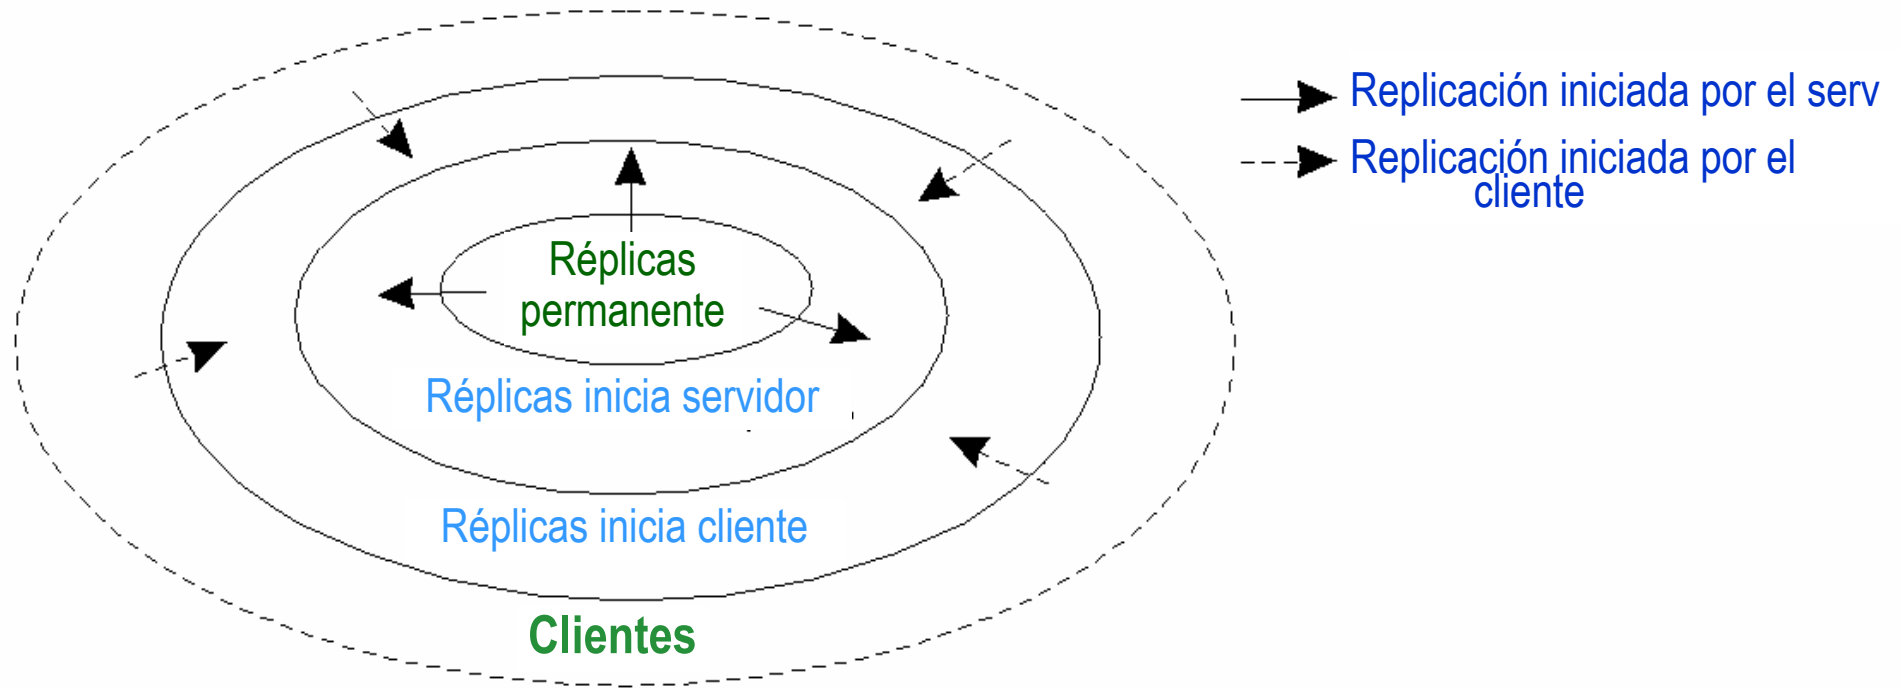 Replicación iniciada por el serv
Replicación iniciada por el
cliente
Réplicas
permanente
Réplicas inicia servidor
Réplicas inicia cliente
Clientes